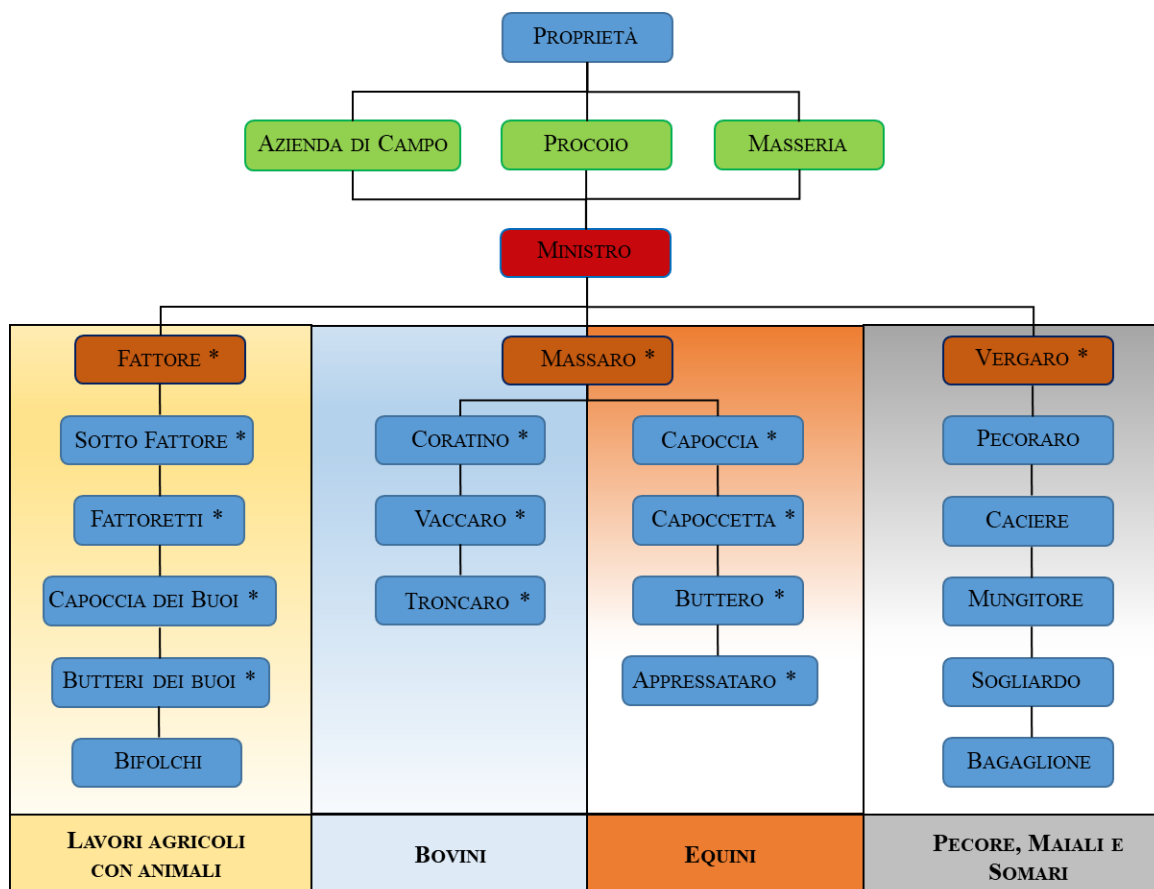 Proprietà
Azienda di Campo
Procoio
Masseria
Ministro
Fattore *
Massaro *
Vergaro *
Sotto Fattore *
Coratino *
Capoccia *
Pecoraro
Fattoretti *
Vaccaro *
Capoccetta *
Caciere
Capoccia dei Buoi *
Troncaro *
Buttero *
Mungitore
Butteri dei buoi *
Appressataro *
Sogliardo
Bifolchi
Bagaglione
Lavori agricoli
con animali
Bovini
Equini
Pecore, Maiali e
Somari